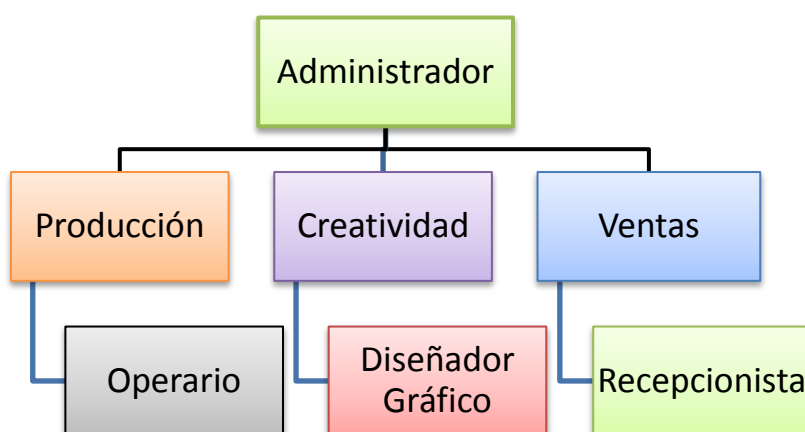 Administrador
Producción
Creatividad
Ventas
Operario
Diseñador
Gráfico
Recepcionista